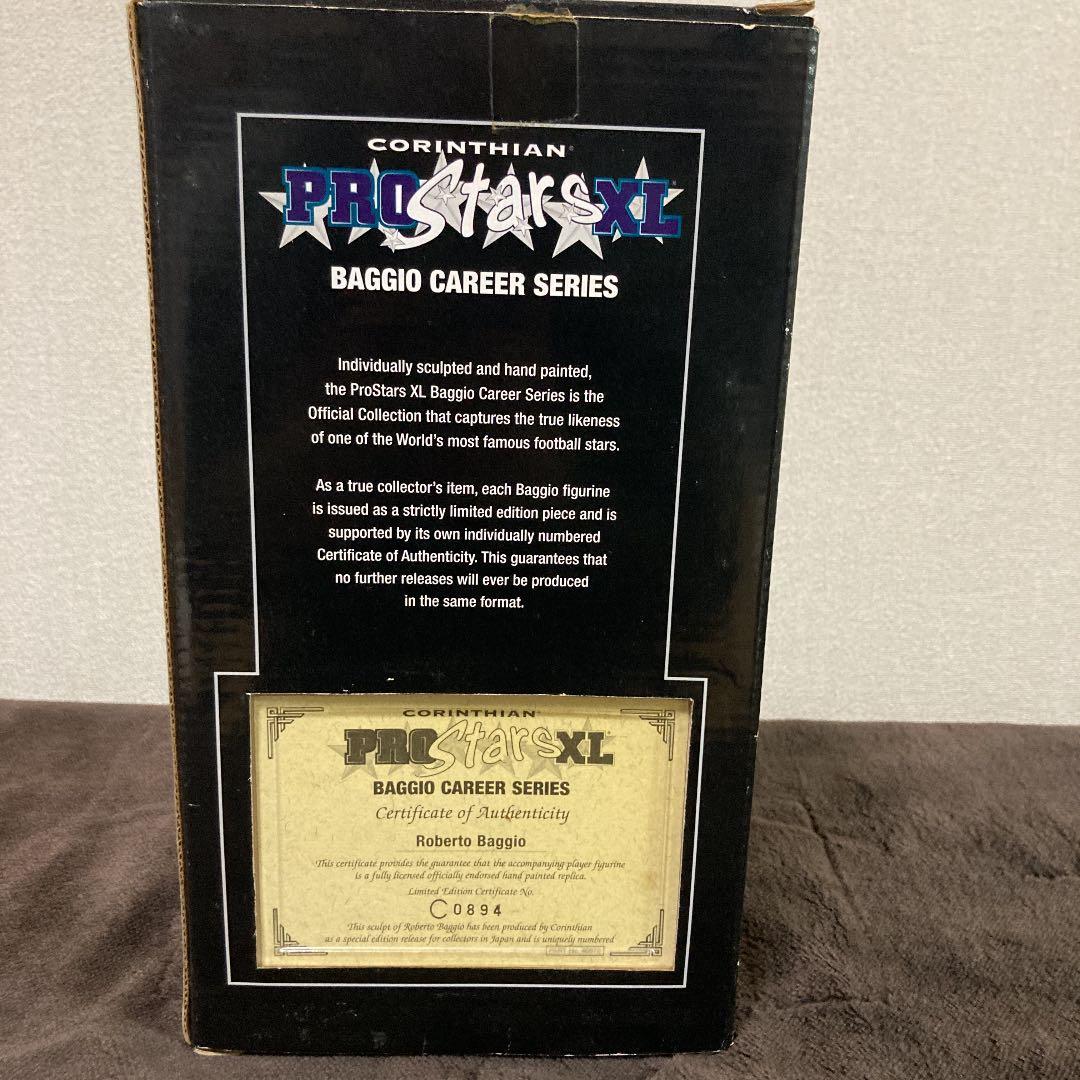 CORINTHIAN
PROStarsXL
BAGGIO CAREER SERIES
Individually sculpted and hand painted,
the ProStars XL Baggio Career Series is the
Official Collection that captures the true likeness
of one of the World's most famous football stars.
As a true collector's item, each Baggio figurine
is issued as a strictly limited edition piece and is
supported by its own individually numbered
Certificate of Authenticity. This guarantees that
no further releases will ever be produced
in the same format.
CORINTHIAN
PROStarsXL
BAGGIO CAREER SERIES
Certificate of Authenticity
Roberto Baggio
This certificate provides the guarantee that the accompanying player figurine
is a fully licensed officially endorsed hand painted replica.
Limited Edition Certificate No.
C0894
This sculpt of Roberto Baggio has been produced by Corinthian
as a special edition release for collectors in Japan and is uniquely numbered